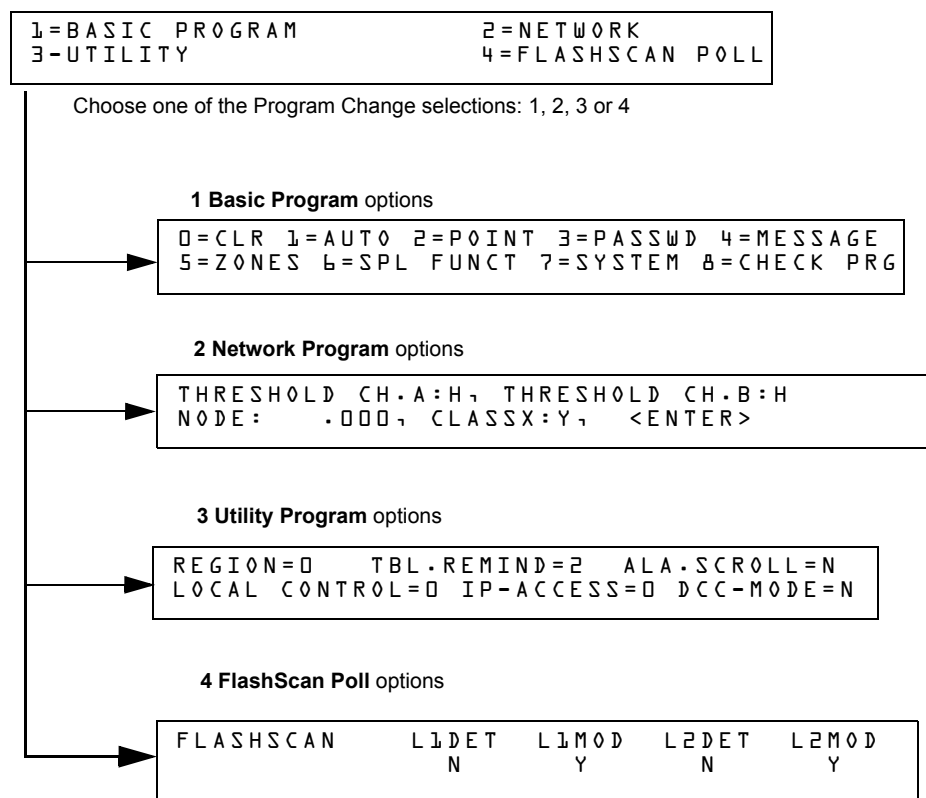 1=BASIC PROGRAM 2=NETWORK
3-UTILITY 4=FLASHSCAN POLL
Choose one of the Program Change selections: 1, 2, 3 or 4
1 Basic Program options
0=CLR 1=AUTO 2=POINT 3=PASSWD 4=MESSAGE
5=ZONES 6=SPL FUNCT 7=SYSTEM 8=CHECK PRG
2 Network Program options
THRESHOLD CH.A:H, THRESHOLD CH.B:H
NODE: .000, CLASSX:Y, <ENTER>
3 Utility Program options
REGION=0 TBL.REMIND=2 ALA.SCROLL=N
LOCAL CONTROL=0 IP-ACCESS=0 DCC-MODE=N
4 FlashScan Poll options
FLASHSCAN L1DET L1MOD L2DET L2MOD
N Y N Y